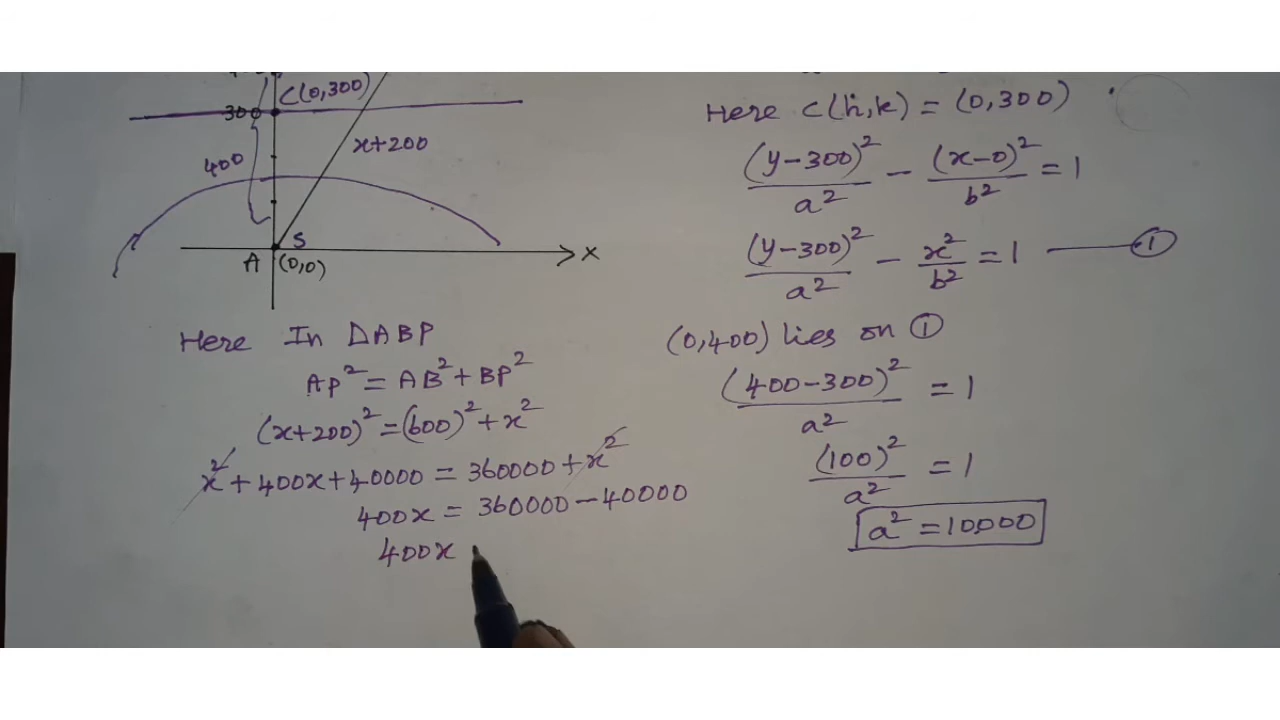 C(0,300)
300
400
x+200
S
X
A (0,0)
Here In ΔABP
AP² = AB² + BP²
(x+200)² = (600)² + x²
x² + 400x + 40000 = 360000 + x²
400x = 360000 - 40000
400x
Here C(h,k) = (0,300)
(y-300)²/a² - (x-0)²/b² = 1
(y-300)²/a² - x²/b² = 1 — ①
(0,400) lies on ①
(400-300)²/a² = 1
(100)²/a² = 1
a² = 10000